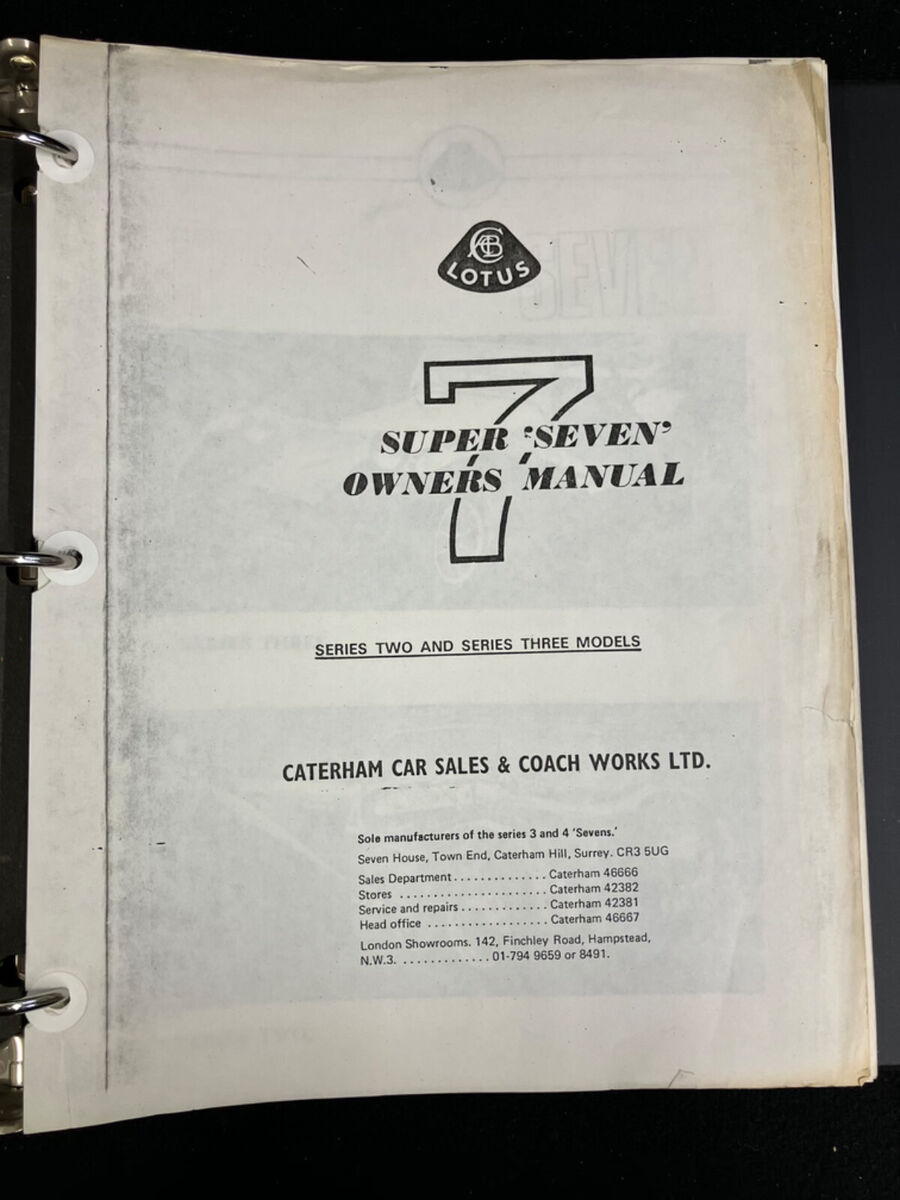 ACBC
LOTUS
7
SUPER ‘SEVEN’
OWNERS MANUAL
SERIES TWO AND SERIES THREE MODELS
CATERHAM CAR SALES & COACH WORKS LTD.
Sole manufacturers of the series 3 and 4 ‘Sevens.’
Seven House, Town End, Caterham Hill, Surrey. CR3 5UG
Sales Department . . . . . . . . . . . . . Caterham 46666
Stores . . . . . . . . . . . . . . . . . . . . . Caterham 42382
Service and repairs . . . . . . . . . . . . Caterham 42381
Head office . . . . . . . . . . . . . . . . . Caterham 46667
London Showrooms. 142, Finchley Road, Hampstead,
N.W.3. . . . . . . . . . . . . . 01-794 9659 or 8491.
SEVEN